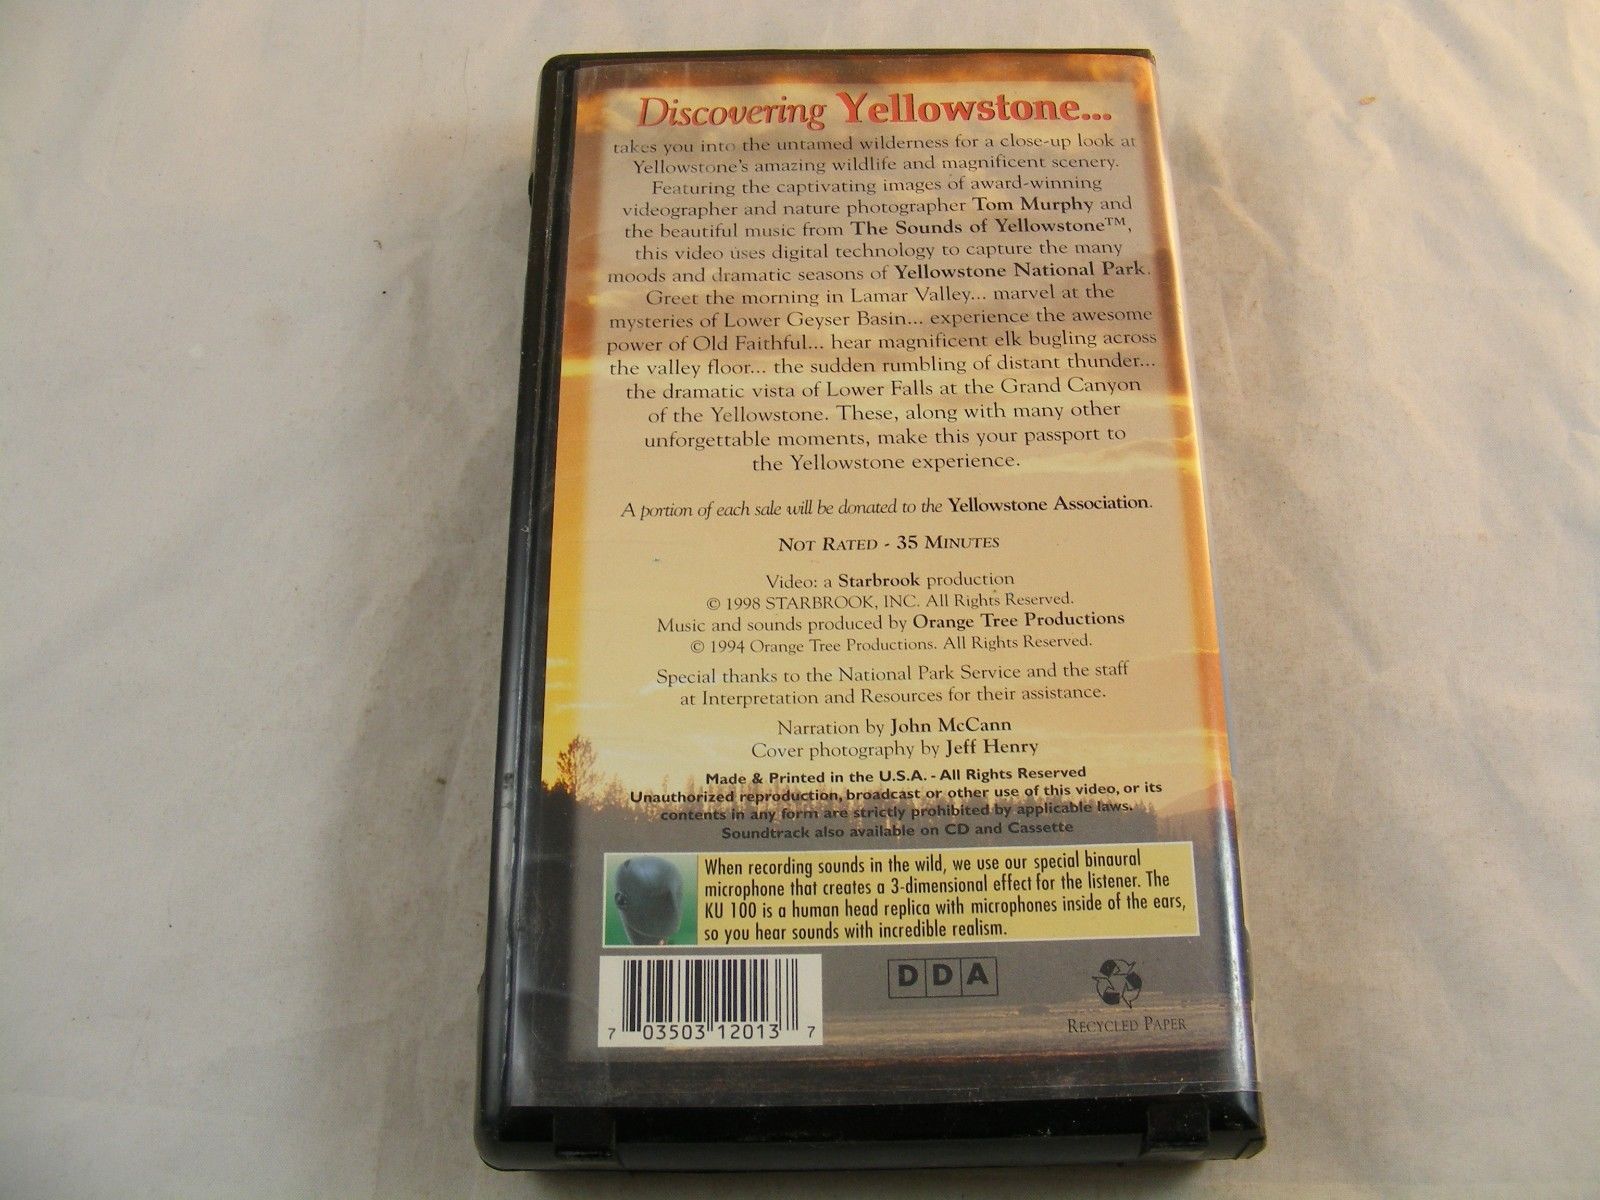 Discovering Yellowstone...
takes you into the untamed wilderness for a close-up look at
Yellowstone's amazing wildlife and magnificent scenery.
Featuring the captivating images of award-winning
videographer and nature photographer Tom Murphy and
the beautiful music from The Sounds of Yellowstone™,
this video uses digital technology to capture the many
moods and dramatic seasons of Yellowstone National Park.
Greet the morning in Lamar Valley... marvel at the
mysteries of Lower Geyser Basin... experience the awesome
power of Old Faithful... hear magnificent elk bugling across
the valley floor... the sudden rumbling of distant thunder...
the dramatic vista of Lower Falls at the Grand Canyon
of the Yellowstone. These, along with many other
unforgettable moments, make this your passport to
the Yellowstone experience.
A portion of each sale will be donated to the Yellowstone Association.
NOT RATED - 35 MINUTES
Video: a Starbrook production
© 1998 STARBROOK, INC. All Rights Reserved.
Music and sounds produced by Orange Tree Productions
© 1994 Orange Tree Productions. All Rights Reserved.
Special thanks to the National Park Service and the staff
at Interpretation and Resources for their assistance.
Narration by John McCann
Cover photography by Jeff Henry
Made & Printed in the U.S.A. - All Rights Reserved
Unauthorized reproduction, broadcast or other use of this video, or its
contents in any form are strictly prohibited by applicable laws.
Soundtrack also available on CD and Cassette
When recording sounds in the wild, we use our special binaural
microphone that creates a 3-dimensional effect for the listener. The
KU 100 is a human head replica with microphones inside of the ears,
so you hear sounds with incredible realism.
7 03503 12013 7
DDA
RECYCLED PAPER